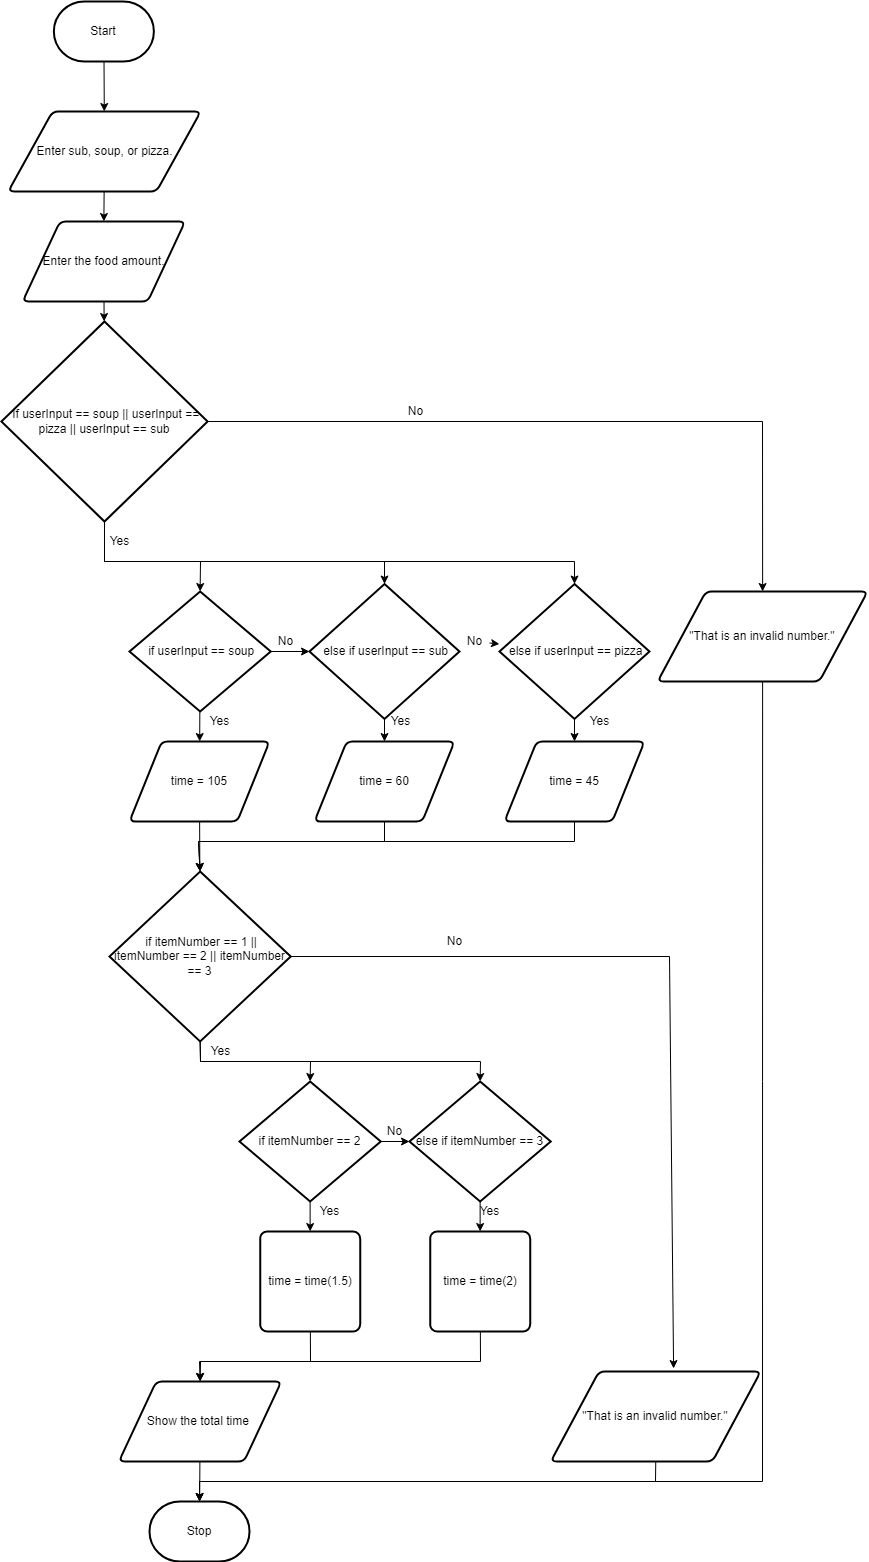 Start
Enter sub, soup, or pizza.
Enter the food amount.
if userInput == soup || userInput ==
pizza || userInput == sub
No
Yes
if userInput == soup
No
else if userInput == sub
No
else if userInput == pizza
"That is an invalid number."
Yes
Yes
Yes
time = 105
time = 60
time = 45
if itemNumber == 1 ||
itemNumber == 2 || itemNumber
== 3
No
Yes
if itemNumber == 2
No
else if itemNumber == 3
Yes
Yes
time = time(1.5)
time = time(2)
Show the total time
"That is an invalid number."
Stop